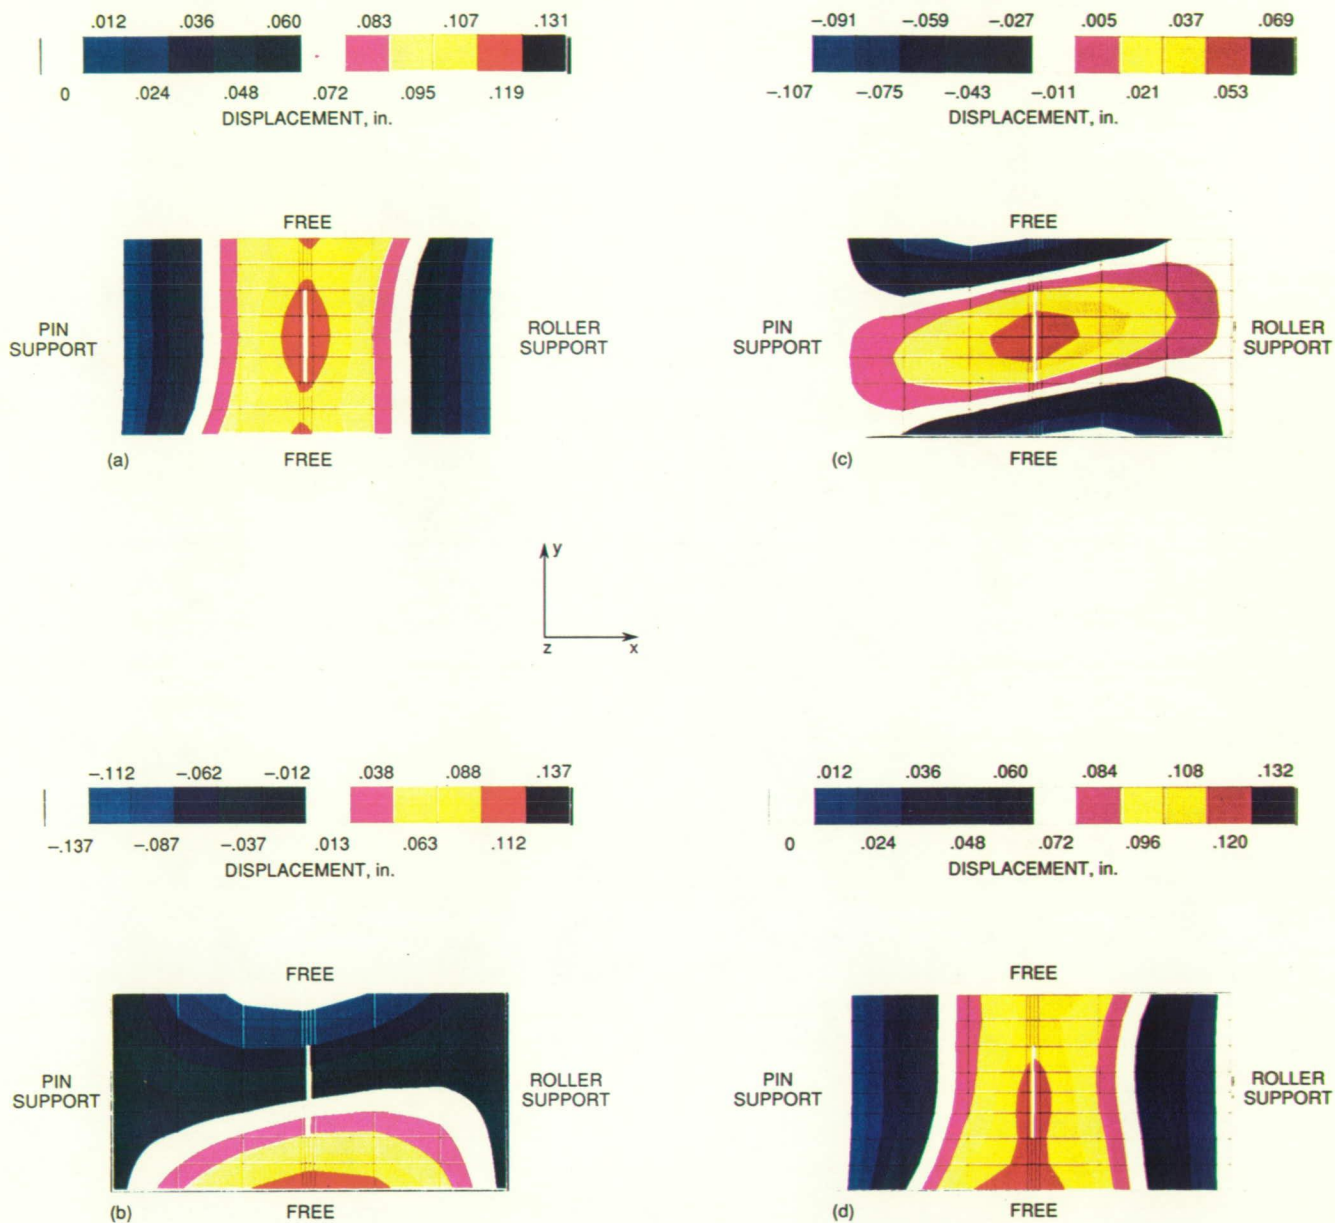 .012 .036 .060 .083 .107 .131
0 .024 .048 .072 .095 .119
DISPLACEMENT, in.
FREE
PIN
SUPPORT
ROLLER
SUPPORT
(a)
FREE
−.091 −.059 −.027 .005 .037 .069
−.107 −.075 −.043 −.011 .021 .053
DISPLACEMENT, in.
FREE
PIN
SUPPORT
ROLLER
SUPPORT
(c)
FREE
y
z
x
−.112 −.062 −.012 .038 .088 .137
−.137 −.087 −.037 .013 .063 .112
DISPLACEMENT, in.
FREE
PIN
SUPPORT
ROLLER
SUPPORT
(b)
FREE
.012 .036 .060 .084 .108 .132
0 .024 .048 .072 .096 .120
DISPLACEMENT, in.
FREE
PIN
SUPPORT
ROLLER
SUPPORT
(d)
FREE